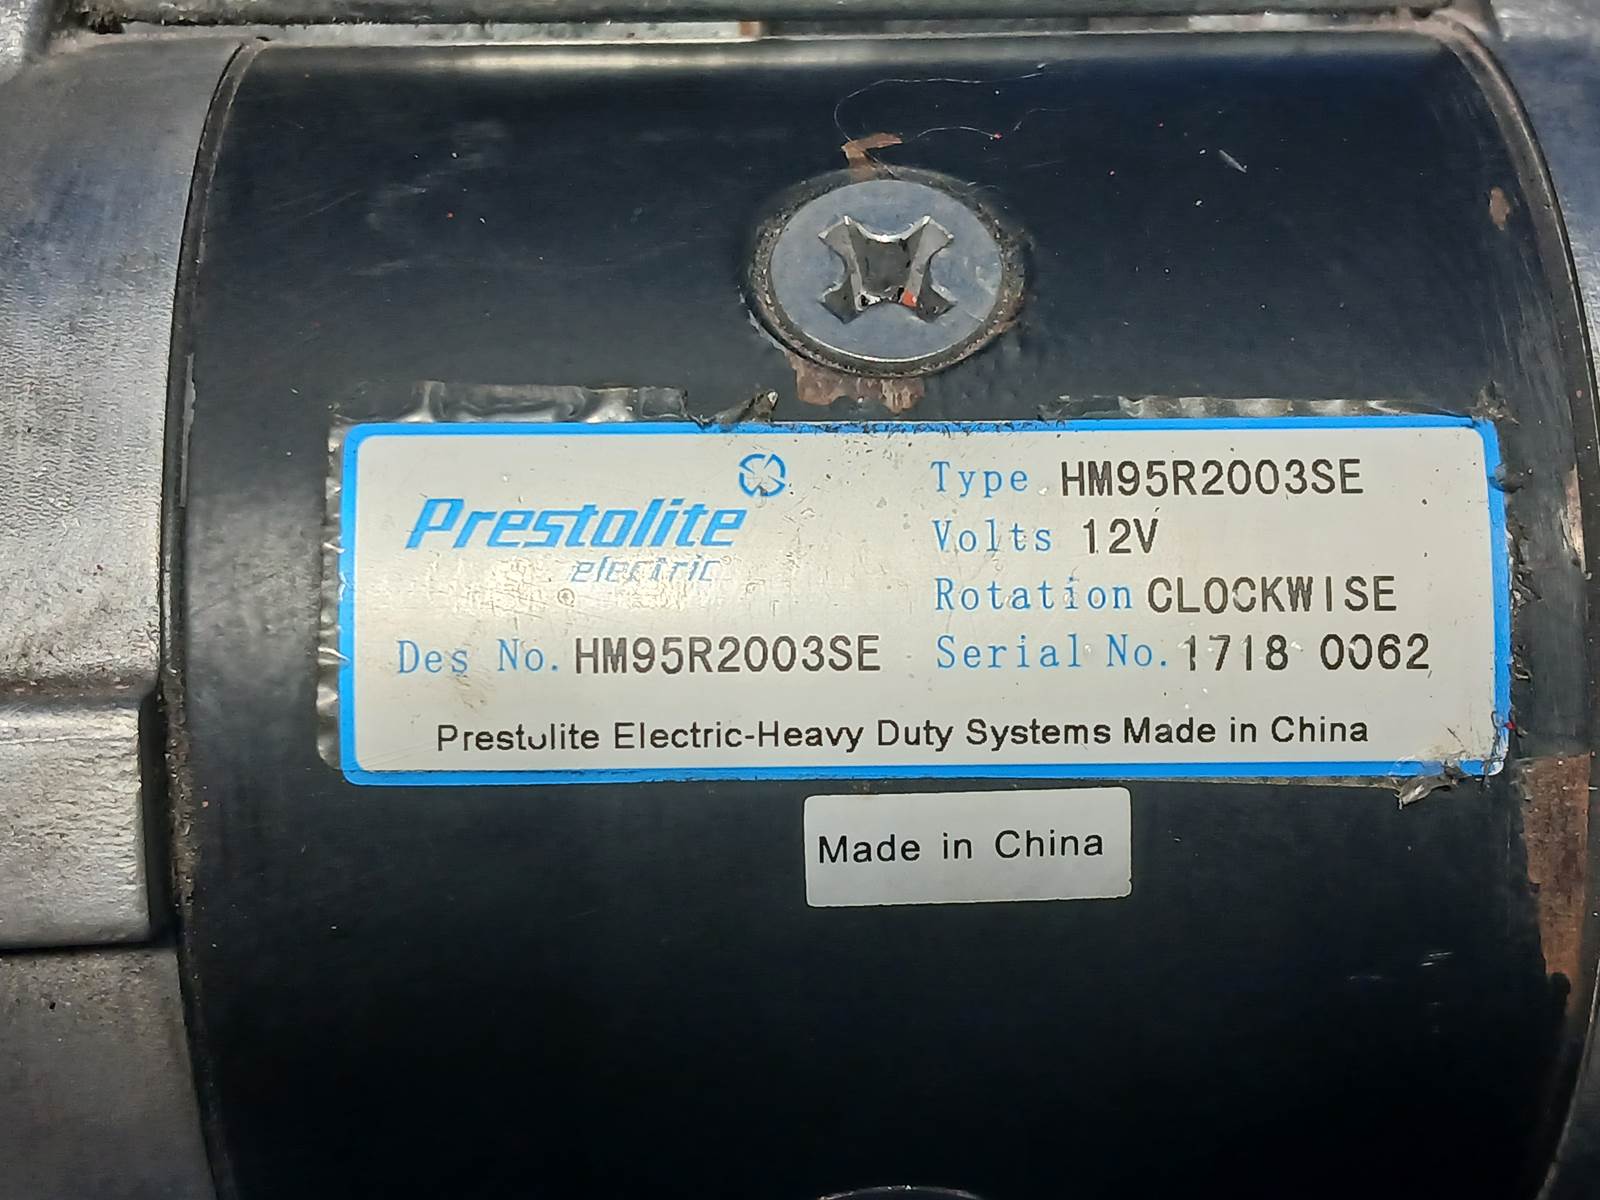 Prestolite
electric
Type HM95R2003SE
Volts 12V
Rotation CLOCKWISE
Des No. HM95R2003SE
Serial No. 1718 0062
Prestolite Electric-Heavy Duty Systems Made in China
Made in China